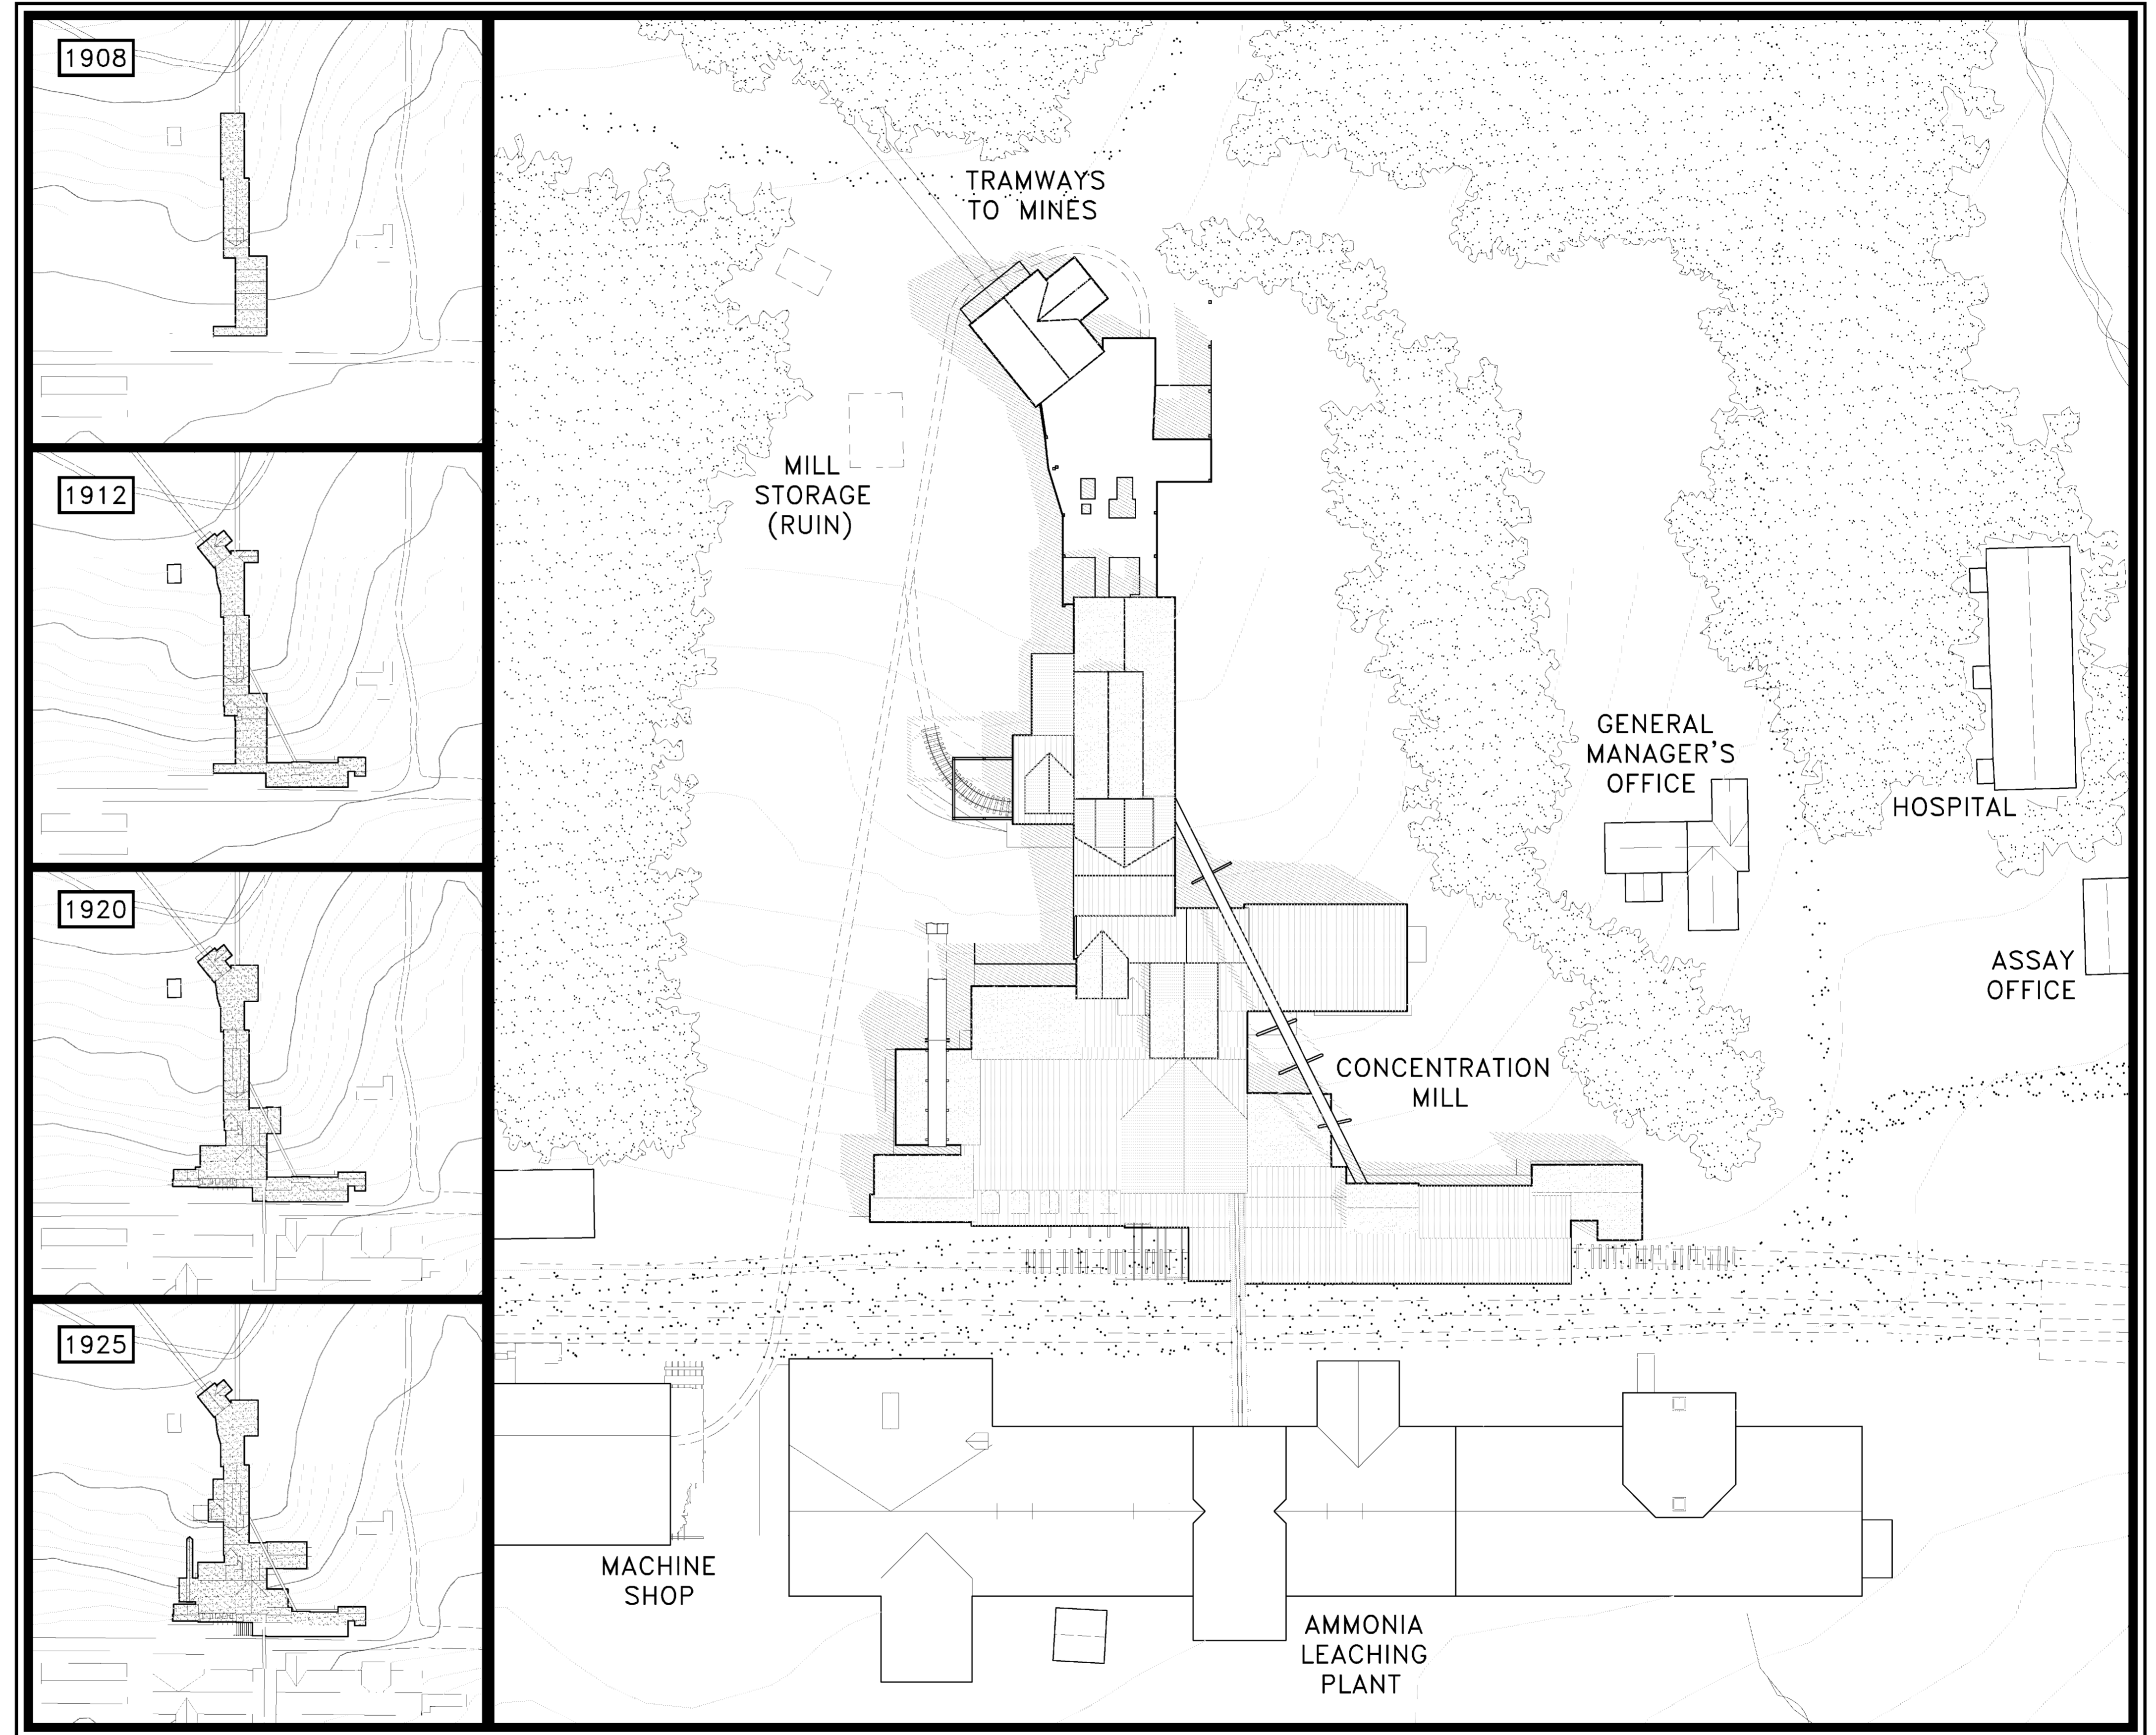 1908
1912
1920
1925
TRAMWAYS
TO MINES
MILL
STORAGE
(RUIN)
GENERAL
MANAGER'S
OFFICE
HOSPITAL
ASSAY
OFFICE
CONCENTRATION
MILL
MACHINE
SHOP
AMMONIA
LEACHING
PLANT